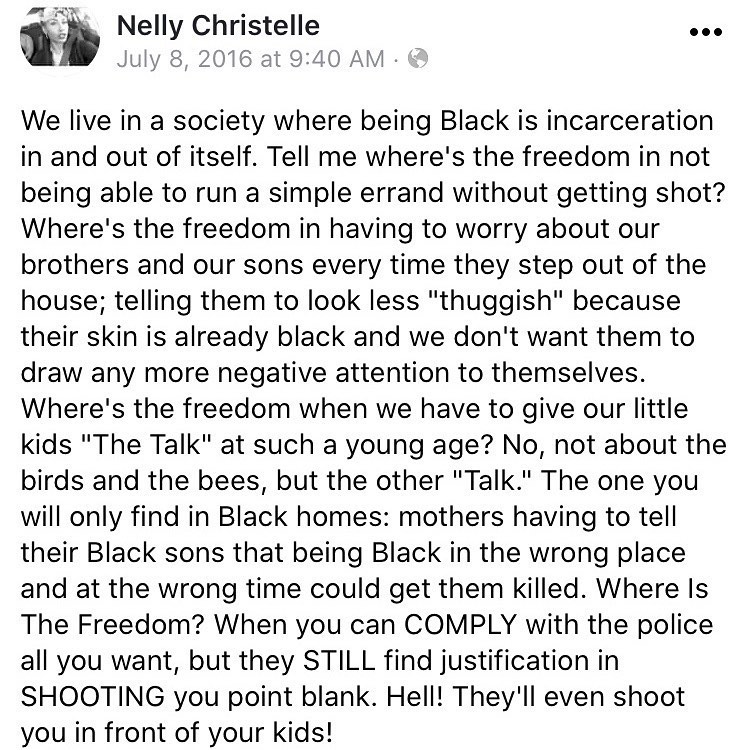 Nelly Christelle
July 8, 2016 at 9:40 AM ·
We live in a society where being Black is incarceration
in and out of itself. Tell me where's the freedom in not
being able to run a simple errand without getting shot?
Where's the freedom in having to worry about our
brothers and our sons every time they step out of the
house; telling them to look less "thuggish" because
their skin is already black and we don't want them to
draw any more negative attention to themselves.
Where's the freedom when we have to give our little
kids "The Talk" at such a young age? No, not about the
birds and the bees, but the other "Talk." The one you
will only find in Black homes: mothers having to tell
their Black sons that being Black in the wrong place
and at the wrong time could get them killed. Where Is
The Freedom? When you can COMPLY with the police
all you want, but they STILL find justification in
SHOOTING you point blank. Hell! They'll even shoot
you in front of your kids!